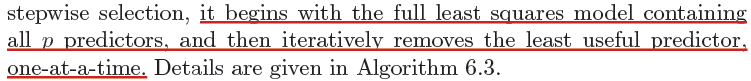 stepwise selection, it begins with the full least squares model containing
all p predictors, and then iteratively removes the least useful predictor,
one-at-a-time. Details are given in Algorithm 6.3.